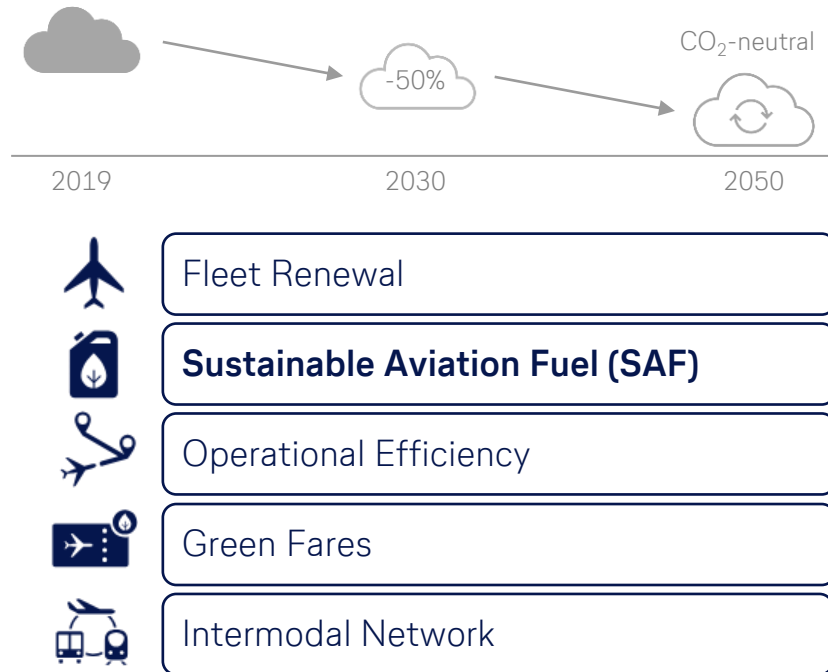 CO₂-neutral
-50%
2019 2030 2050
Fleet Renewal
Sustainable Aviation Fuel (SAF)
Operational Efficiency
Green Fares
Intermodal Network